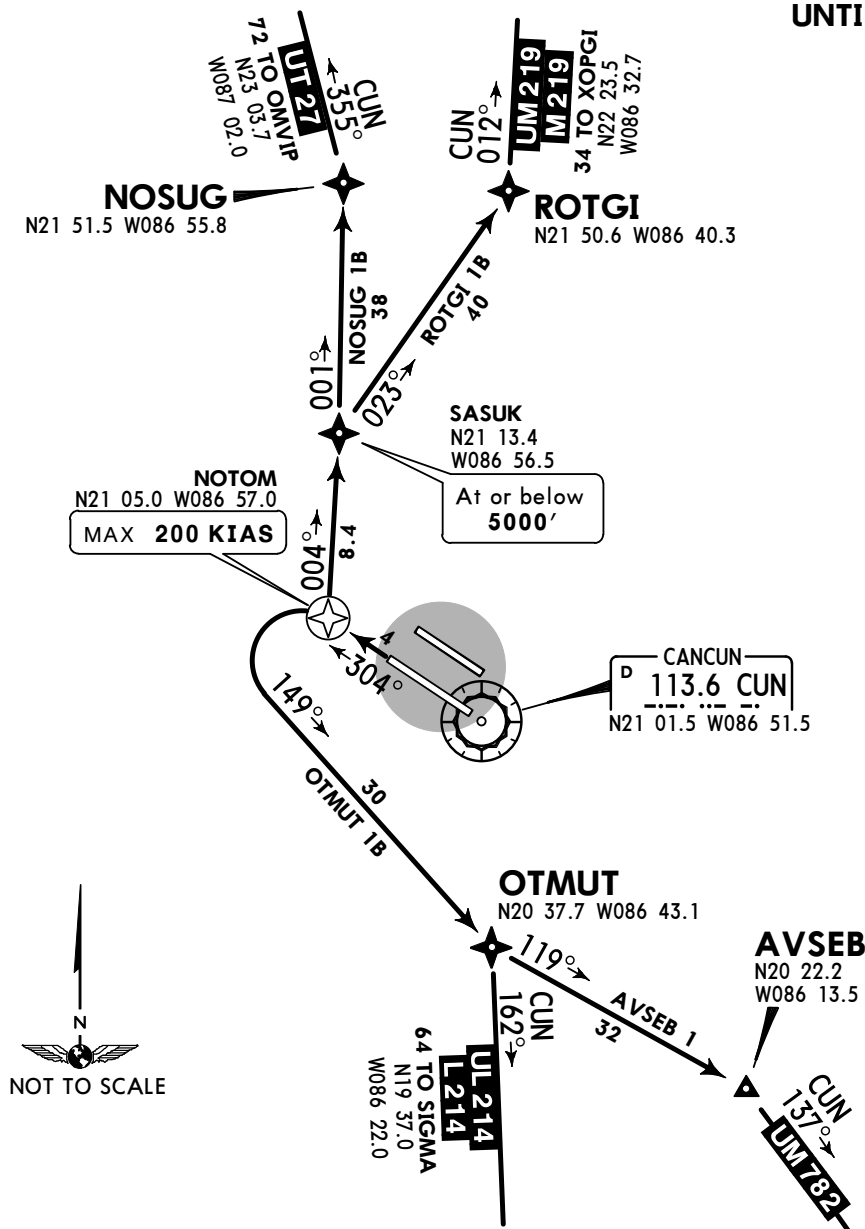 UNTI
72 TO OMVIP
N23 03.7
W087 02.0
UT 27
CUN
355°
CUN
012°
UM 219
M 219
34 TO XOPGI
N22 23.5
W086 32.7
NOSUG
N21 51.5 W086 55.8
ROTGI
N21 50.6 W086 40.3
NOSUG 1B
38
ROTGI 1B
40
001°
023°
SASUK
N21 13.4
W086 56.5
At or below
5000′
NOTOM
N21 05.0 W086 57.0
MAX 200 KIAS
004°
8.4
4
304°
CANCUN
D 113.6 CUN
N21 01.5 W086 51.5
149°
30
OTMUT 1B
OTMUT
N20 37.7 W086 43.1
119°
AVSEB 1
32
AVSEB
N20 22.2
W086 13.5
CUN
162°
UL 214
L 214
64 TO SIGMA
N19 37.0
W086 22.0
CUN
137°
UM 782
N
NOT TO SCALE